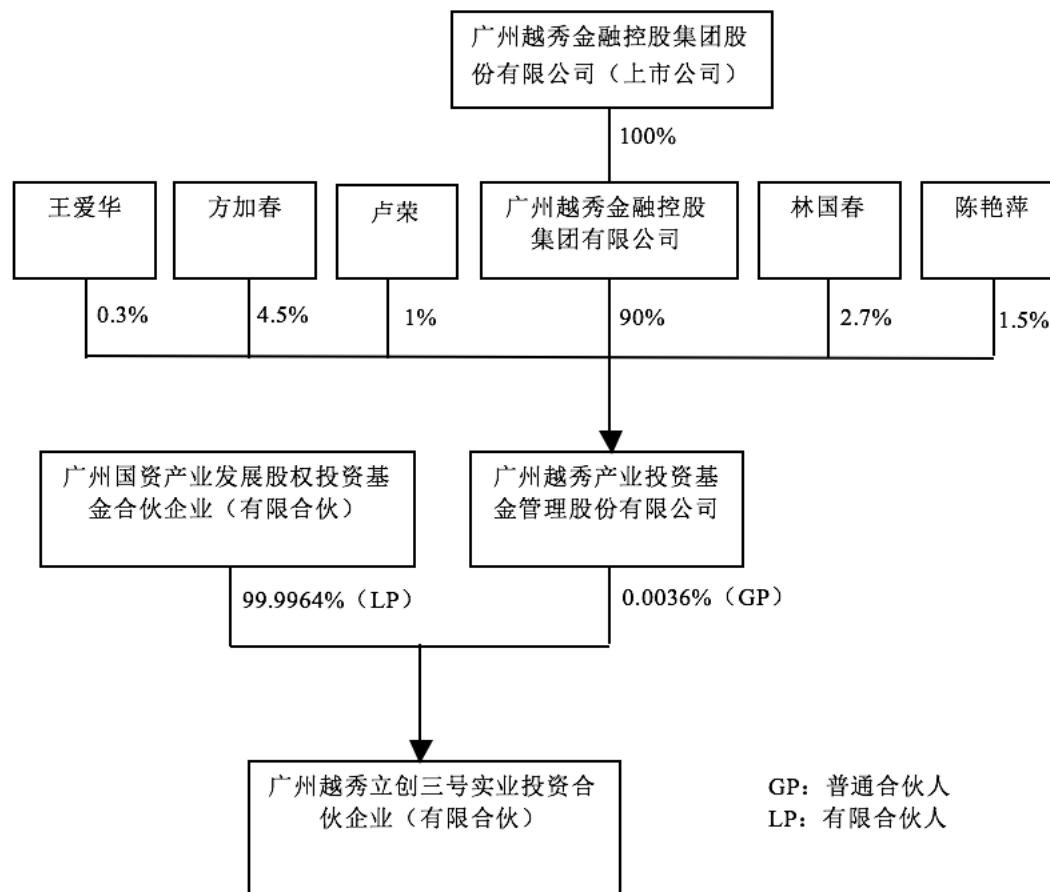 广州越秀金融控股集团股
份有限公司（上市公司）
100%
王爱华
方加春
卢荣
广州越秀金融控股
集团有限公司
林国春
陈艳萍
0.3%
4.5%
1%
90%
2.7%
1.5%
广州国资产业发展股权投资基
金合伙企业（有限合伙）
广州越秀产业投资基
金管理股份有限公司
99.9964%（LP）
0.0036%（GP）
广州越秀立创三号实业投资合
伙企业（有限合伙）
GP：普通合伙人
LP：有限合伙人